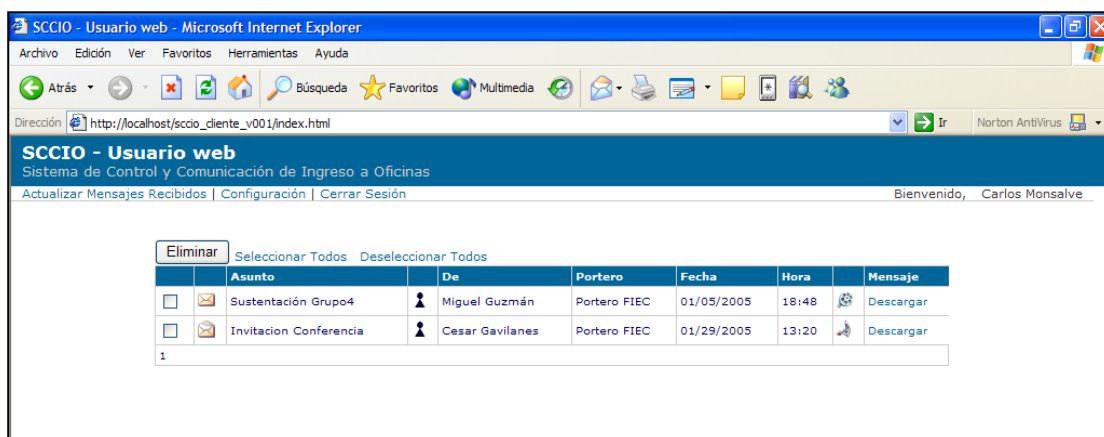 SCCIO - Usuario web - Microsoft Internet Explorer
Archivo Edición Ver Favoritos Herramientas Ayuda
Atrás Búsqueda Favoritos Multimedia
Dirección http://localhost/sccio_cliente_v001/index.html Ir Norton AntiVirus
SCCIO - Usuario web
Sistema de Control y Comunicación de Ingreso a Oficinas
Actualizar Mensajes Recibidos | Configuración | Cerrar Sesión Bienvenido, Carlos Monsalve
Eliminar Seleccionar Todos Deseleccionar Todos
Asunto De Portero Fecha Hora Mensaje
Sustentación Grupo4 Miguel Guzmán Portero FIEC 01/05/2005 18:48 Descargar
Invitacion Conferencia Cesar Gavilanes Portero FIEC 01/29/2005 13:20 Descargar
1